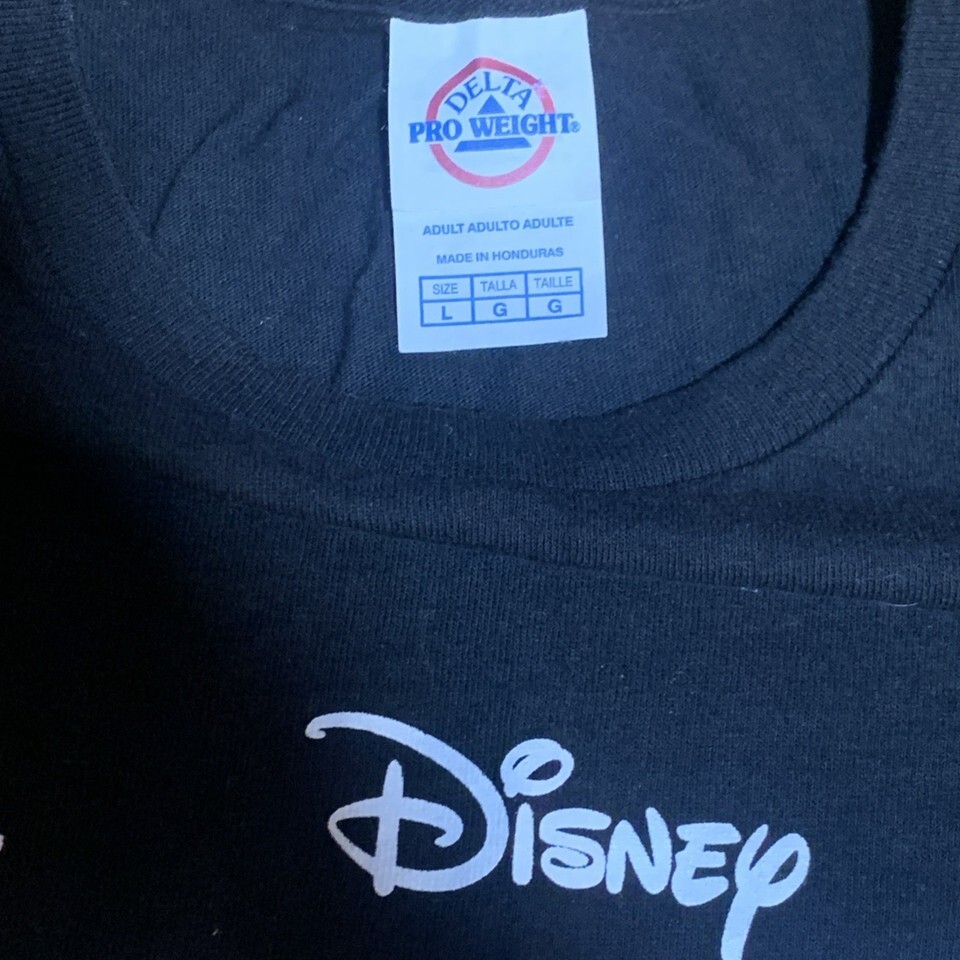 DELTA
PRO WEIGHT®
ADULT ADULTO ADULTE
MADE IN HONDURAS
SIZE TALLA TAILLE
L G G
Disney